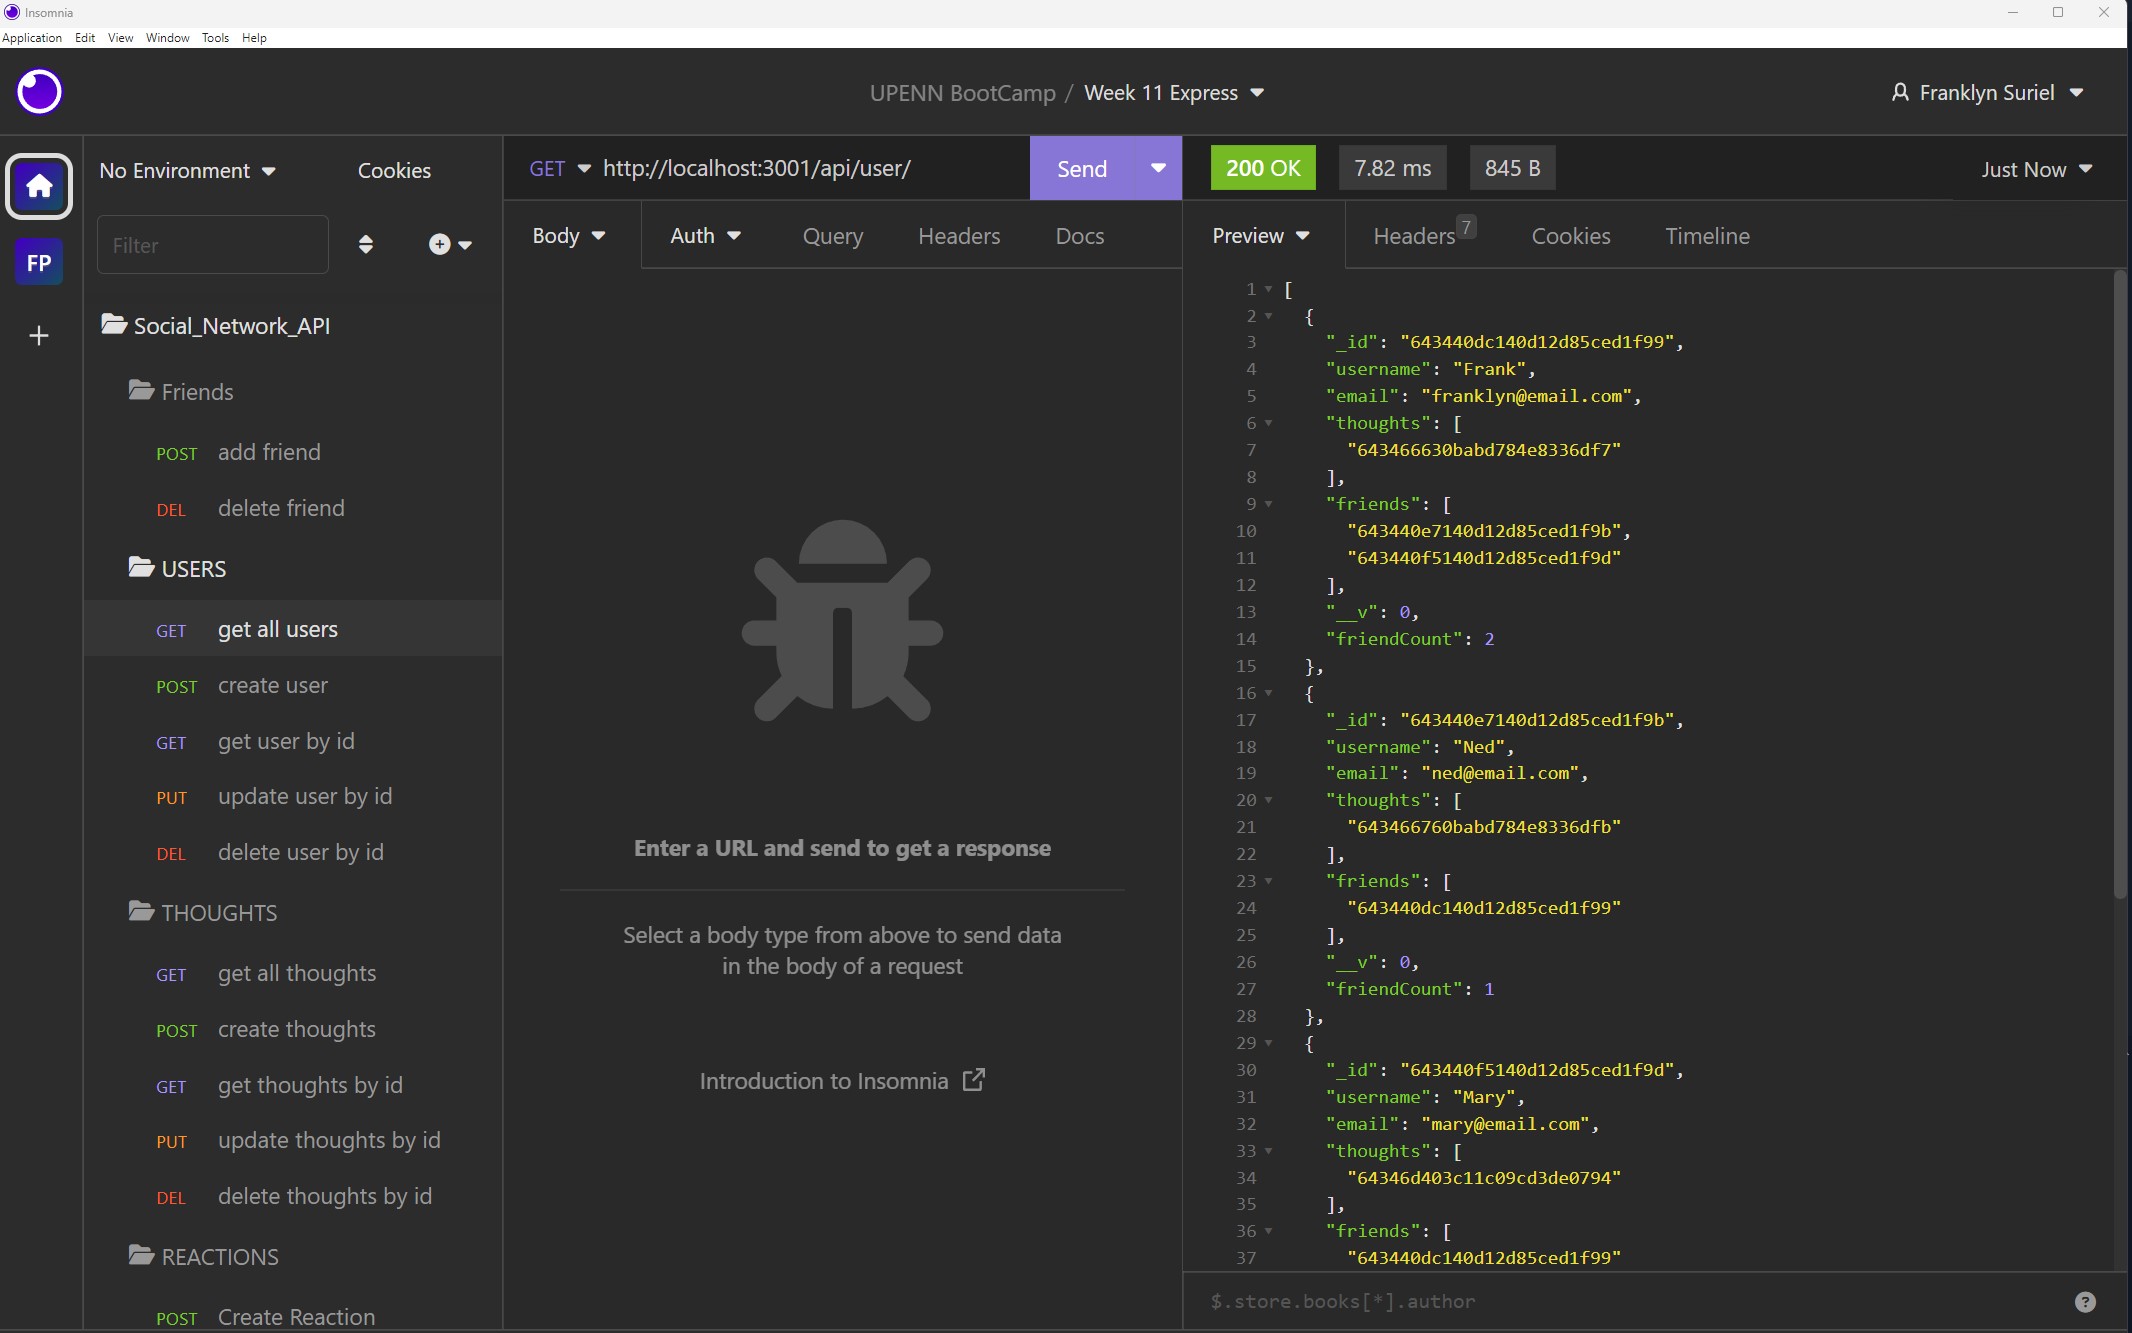 Insomnia
Application Edit View Window Tools Help
UPENN BootCamp / Week 11 Express
Franklyn Suriel
FP
No Environment
Cookies
Filter
Social_Network_API
Friends
POST add friend
DEL delete friend
USERS
GET get all users
POST create user
GET get user by id
PUT update user by id
DEL delete user by id
THOUGHTS
GET get all thoughts
POST create thoughts
GET get thoughts by id
PUT update thoughts by id
DEL delete thoughts by id
REACTIONS
POST Create Reaction
GET http://localhost:3001/api/user/ Send
Body Auth Query Headers Docs
Enter a URL and send to get a response
Select a body type from above to send data
in the body of a request
Introduction to Insomnia
200 OK 7.82 ms 845 B Just Now
Preview Headers 7 Cookies Timeline
1 [
2 {
3 "_id": "643440dc140d12d85ced1f99",
4 "username": "Frank",
5 "email": "franklyn@email.com",
6 "thoughts": [
7 "643466630babd784e8336df7"
8 ],
9 "friends": [
10 "643440e7140d12d85ced1f9b",
11 "643440f5140d12d85ced1f9d"
12 ],
13 "__v": 0,
14 "friendCount": 2
15 },
16 {
17 "_id": "643440e7140d12d85ced1f9b",
18 "username": "Ned",
19 "email": "ned@email.com",
20 "thoughts": [
21 "643466760babd784e8336dfb"
22 ],
23 "friends": [
24 "643440dc140d12d85ced1f99"
25 ],
26 "__v": 0,
27 "friendCount": 1
28 },
29 {
30 "_id": "643440f5140d12d85ced1f9d",
31 "username": "Mary",
32 "email": "mary@email.com",
33 "thoughts": [
34 "64346d403c11c09cd3de0794"
35 ],
36 "friends": [
37 "643440dc140d12d85ced1f99"
$.store.books[*].author